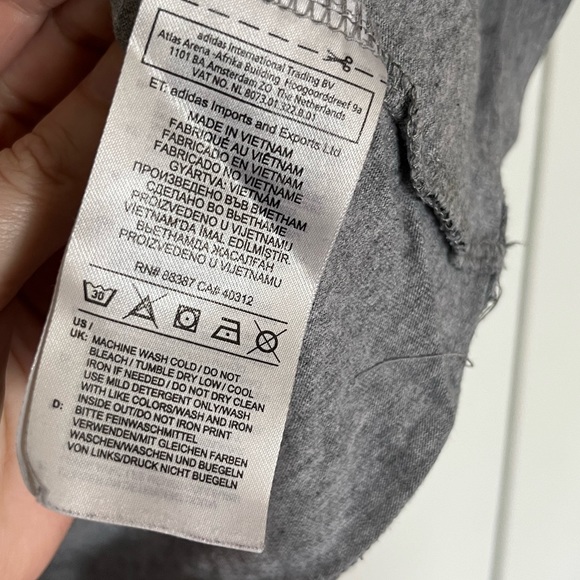 adidas International Trading BV
Atlas Arena -Afrika Building, Hoogoorddreef 9a
1101 BA Amsterdam ZO The Netherlands
VAT NO. NL 8073.01.322.B.01
ET: adidas Imports and Exports Ltd
MADE IN VIETNAM
FABRIQUE AU VIÊTNAM
FABRICADO EN VIETNAM
FABRICADO NO VIETNAME
GYÁRTVA: VIETNAM
ПРОИЗВЕДЕНО ВЪВ ВИЕТНАМ
СДЕЛАНО ВО ВЬЕТНАМЕ
VIETNAM'DA İMAL EDİLMİŞTİR.
PROIZVEDENO U VIJETNAMU
ВЬЕТНАМДА ЖАСАЛҒАН
PROIZVEDENO U VIJETNAMU
RN# 88387 CA# 40312
30
US /
UK: MACHINE WASH COLD / DO NOT
BLEACH / TUMBLE DRY LOW / COOL
IRON IF NEEDED / DO NOT DRY CLEAN
USE MILD DETERGENT ONLY/WASH
WITH LIKE COLORS/WASH AND IRON
INSIDE OUT/DO NOT IRON PRINT
D: BITTE FEINWASCHMITTEL
VERWENDEN/MIT GLEICHEN FARBEN
WASCHEN/WASCHEN UND BUEGELN
VON LINKS/DRUCK NICHT BUEGELN